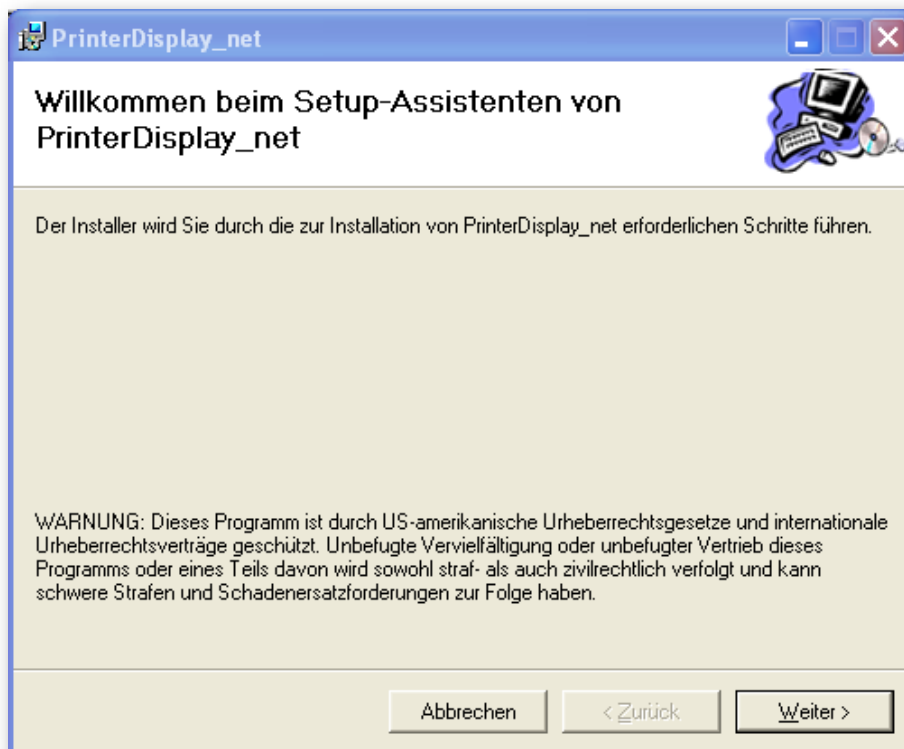 PrinterDisplay_net
Willkommen beim Setup-Assistenten von
PrinterDisplay_net
Der Installer wird Sie durch die zur Installation von PrinterDisplay_net erforderlichen Schritte führen.
WARNUNG: Dieses Programm ist durch US-amerikanische Urheberrechtsgesetze und internationale
Urheberrechtsverträge geschützt. Unbefugte Vervielfältigung oder unbefugter Vertrieb dieses
Programms oder eines Teils davon wird sowohl straf- als auch zivilrechtlich verfolgt und kann
schwere Strafen und Schadenersatzforderungen zur Folge haben.
Abbrechen
< Zurück
Weiter >